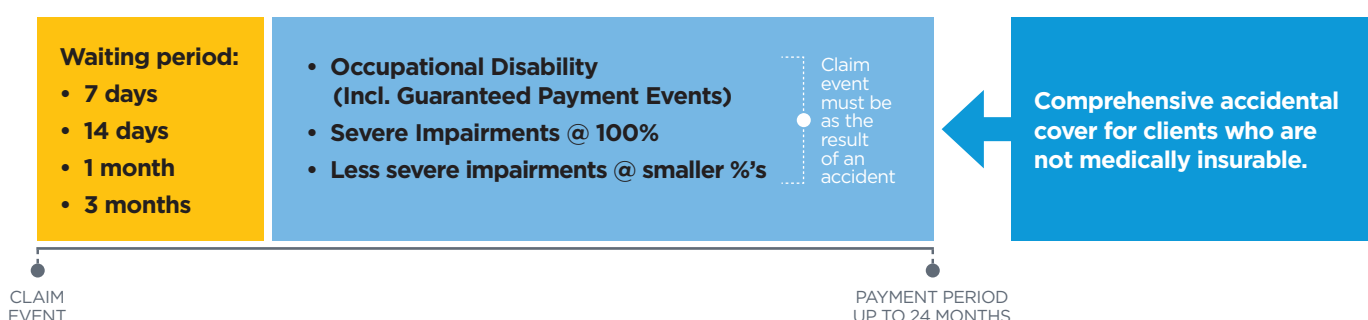 Waiting period:
• 7 days
• 14 days
• 1 month
• 3 months
• Occupational Disability
(Incl. Guaranteed Payment Events)
• Severe Impairments @ 100%
• Less severe impairments @ smaller %’s
Claim
event
must be
as the
result
of an
accident
Comprehensive accidental
cover for clients who are
not medically insurable.
CLAIM
EVENT
PAYMENT PERIOD
UP TO 24 MONTHS